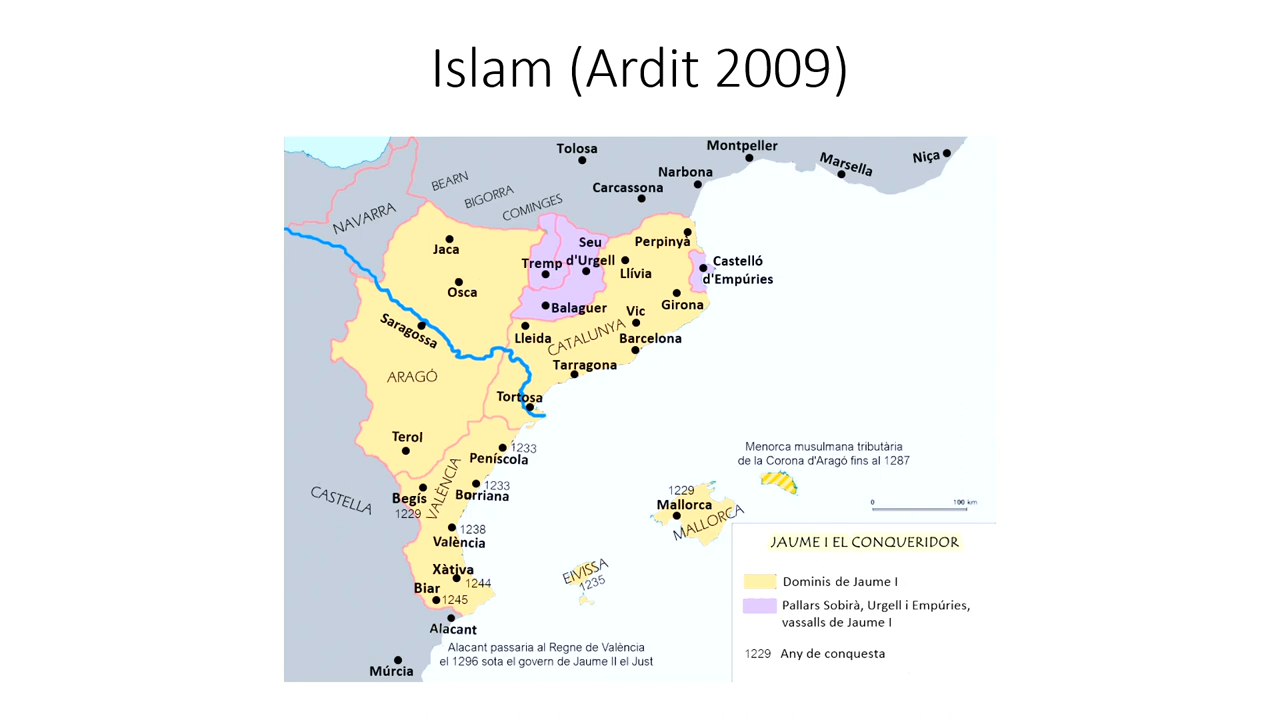 Islam (Ardit 2009)
Tolosa
Montpeller
Marsella
Niça
Narbona
Carcassona
BEARN
BIGORRA
COMINGES
NAVARRA
Jaca
Osca
Tremp
Seu
d'Urgell
Perpinyà
Llívia
Castelló
d'Empúries
Balaguer
Girona
Vic
Saragossa
Lleida
CATALUNYA
Barcelona
Tarragona
ARAGÓ
Tortosa
Terol
Peníscola
1233
VALÈNCIA
CASTELLA
Begís
1229
Borriana
1233
València
1238
Xàtiva
1244
Biar
1245
Alacant
Múrcia
Menorca musulmana tributària
de la Corona d'Aragó fins al 1287
1229
Mallorca
MALLORCA
EIVISSA
1235
0 100 km
Alacant passaria al Regne de València
el 1296 sota el govern de Jaume II el Just
JAUME I EL CONQUERIDOR
Dominis de Jaume I
Pallars Sobirà, Urgell i Empúries,
vassalls de Jaume I
1229 Any de conquesta